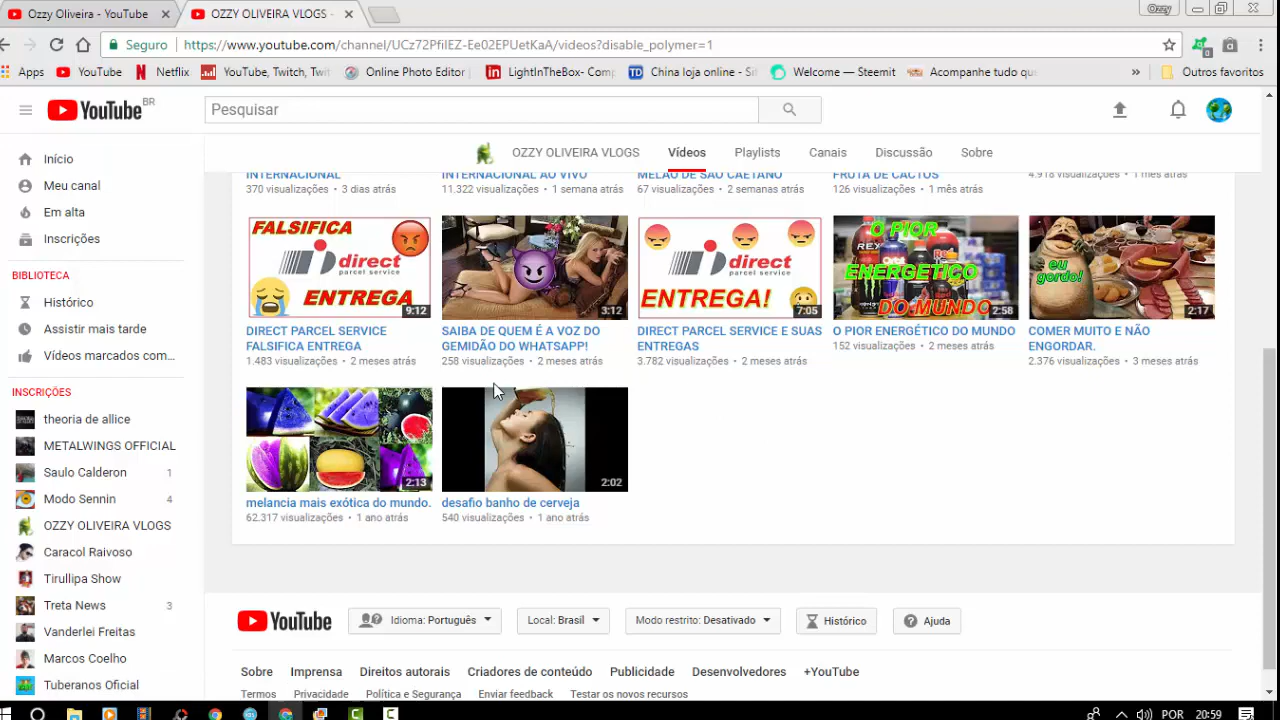 Ozzy Oliveira - YouTube
OZZY OLIVEIRA VLOGS -
Ozzy
Seguro
https://www.youtube.com/channel/UCz72PfilEZ-Ee02EPUetKaA/videos?disable_polymer=1
Apps
YouTube
Netflix
YouTube, Twitch, Twi
Online Photo Editor
LightInTheBox- Comp
China loja online - Si
Welcome — Steemit
Acompanhe tudo qu
»
Outros favoritos
YouTube BR
Pesquisar
OZZY OLIVEIRA VLOGS
Vídeos
Playlists
Canais
Discussão
Sobre
Início
Meu canal
Em alta
Inscrições
BIBLIOTECA
Histórico
Assistir mais tarde
Vídeos marcados com...
INSCRIÇÕES
theoria de allice
METALWINGS OFFICIAL
Saulo Calderon 1
Modo Sennin 4
OZZY OLIVEIRA VLOGS
Caracol Raivoso
Tirullipa Show
Treta News 3
Vanderlei Freitas
Marcos Coelho
Tuberanos Oficial
INTERNACIONAL
370 visualizações • 3 dias atrás
INTERNACIONAL AO VIVO
11.322 visualizações • 1 semana atrás
MELÃO DE SÃO CAETANO
67 visualizações • 2 semanas atrás
FRUTA DE CACTOS
126 visualizações • 1 mês atrás
4.918 visualizações • 1 mês atrás
FALSIFICA
direct
parcel service
ENTREGA
9:12
DIRECT PARCEL SERVICE
FALSIFICA ENTREGA
1.483 visualizações • 2 meses atrás
3:12
SAIBA DE QUEM É A VOZ DO
GEMIDÃO DO WHATSAPP!
258 visualizações • 2 meses atrás
direct
parcel service
ENTREGA!
7:05
DIRECT PARCEL SERVICE E SUAS
ENTREGAS
3.782 visualizações • 2 meses atrás
O PIOR
ENERGÉTICO
DO MUNDO
2:58
O PIOR ENERGÉTICO DO MUNDO
152 visualizações • 2 meses atrás
eu
gordo!
2:17
COMER MUITO E NÃO
ENGORDAR.
2.376 visualizações • 3 meses atrás
2:13
melancia mais exótica do mundo.
62.317 visualizações • 1 ano atrás
2:02
desafio banho de cerveja
540 visualizações • 1 ano atrás
YouTube
Idioma: Português
Local: Brasil
Modo restrito: Desativado
Histórico
Ajuda
Sobre
Imprensa
Direitos autorais
Criadores de conteúdo
Publicidade
Desenvolvedores
+YouTube
Termos
Privacidade
Política e Segurança
Enviar feedback
Testar os novos recursos
POR
20:59